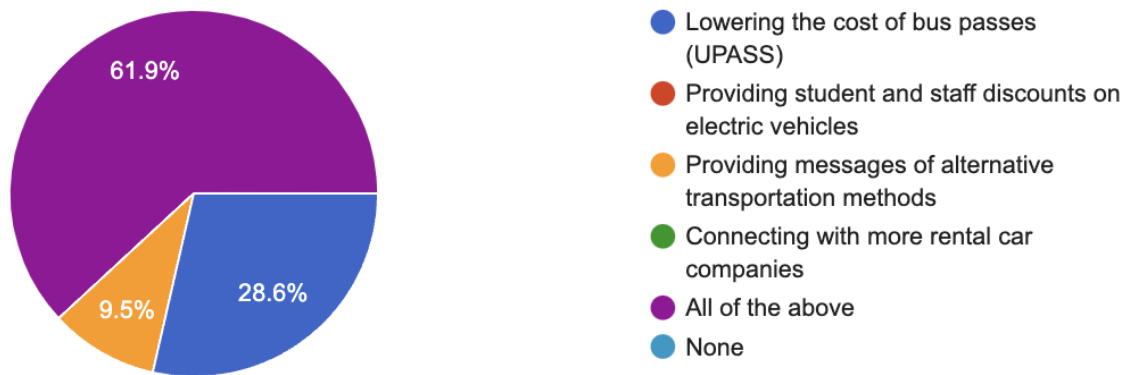 61.9%
9.5%
28.6%
Lowering the cost of bus passes
(UPASS)
Providing student and staff discounts on
electric vehicles
Providing messages of alternative
transportation methods
Connecting with more rental car
companies
All of the above
None